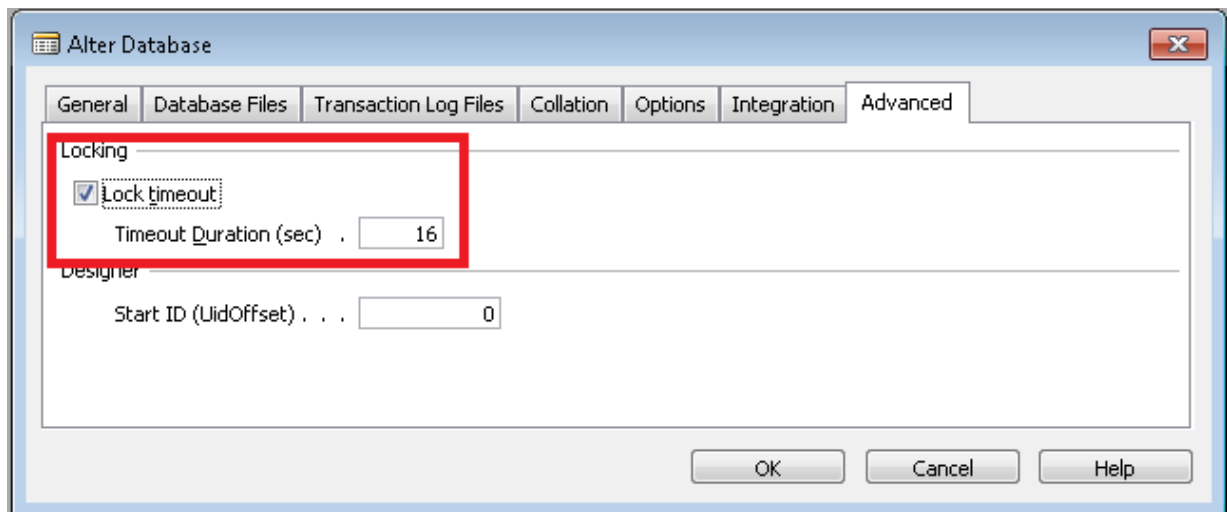 Alter Database
General Database Files Transaction Log Files Collation Options Integration Advanced
Locking
Lock timeout
Timeout Duration (sec) . 16
Designer
Start ID (UidOffset) . . . 0
OK Cancel Help